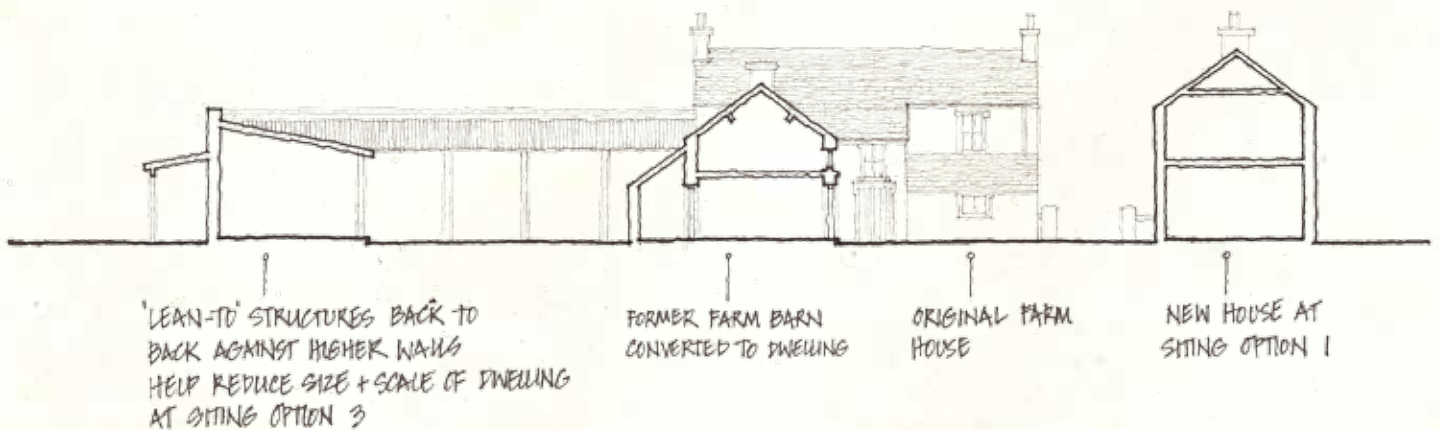 'LEAN-TO' STRUCTURES BACK TO
BACK AGAINST HIGHER WALLS
HELP REDUCE SIZE + SCALE OF DWELLING
AT SITING OPTION 3
FORMER FARM BARN
CONVERTED TO DWELLING
ORIGINAL FARM
HOUSE
NEW HOUSE AT
SITING OPTION 1